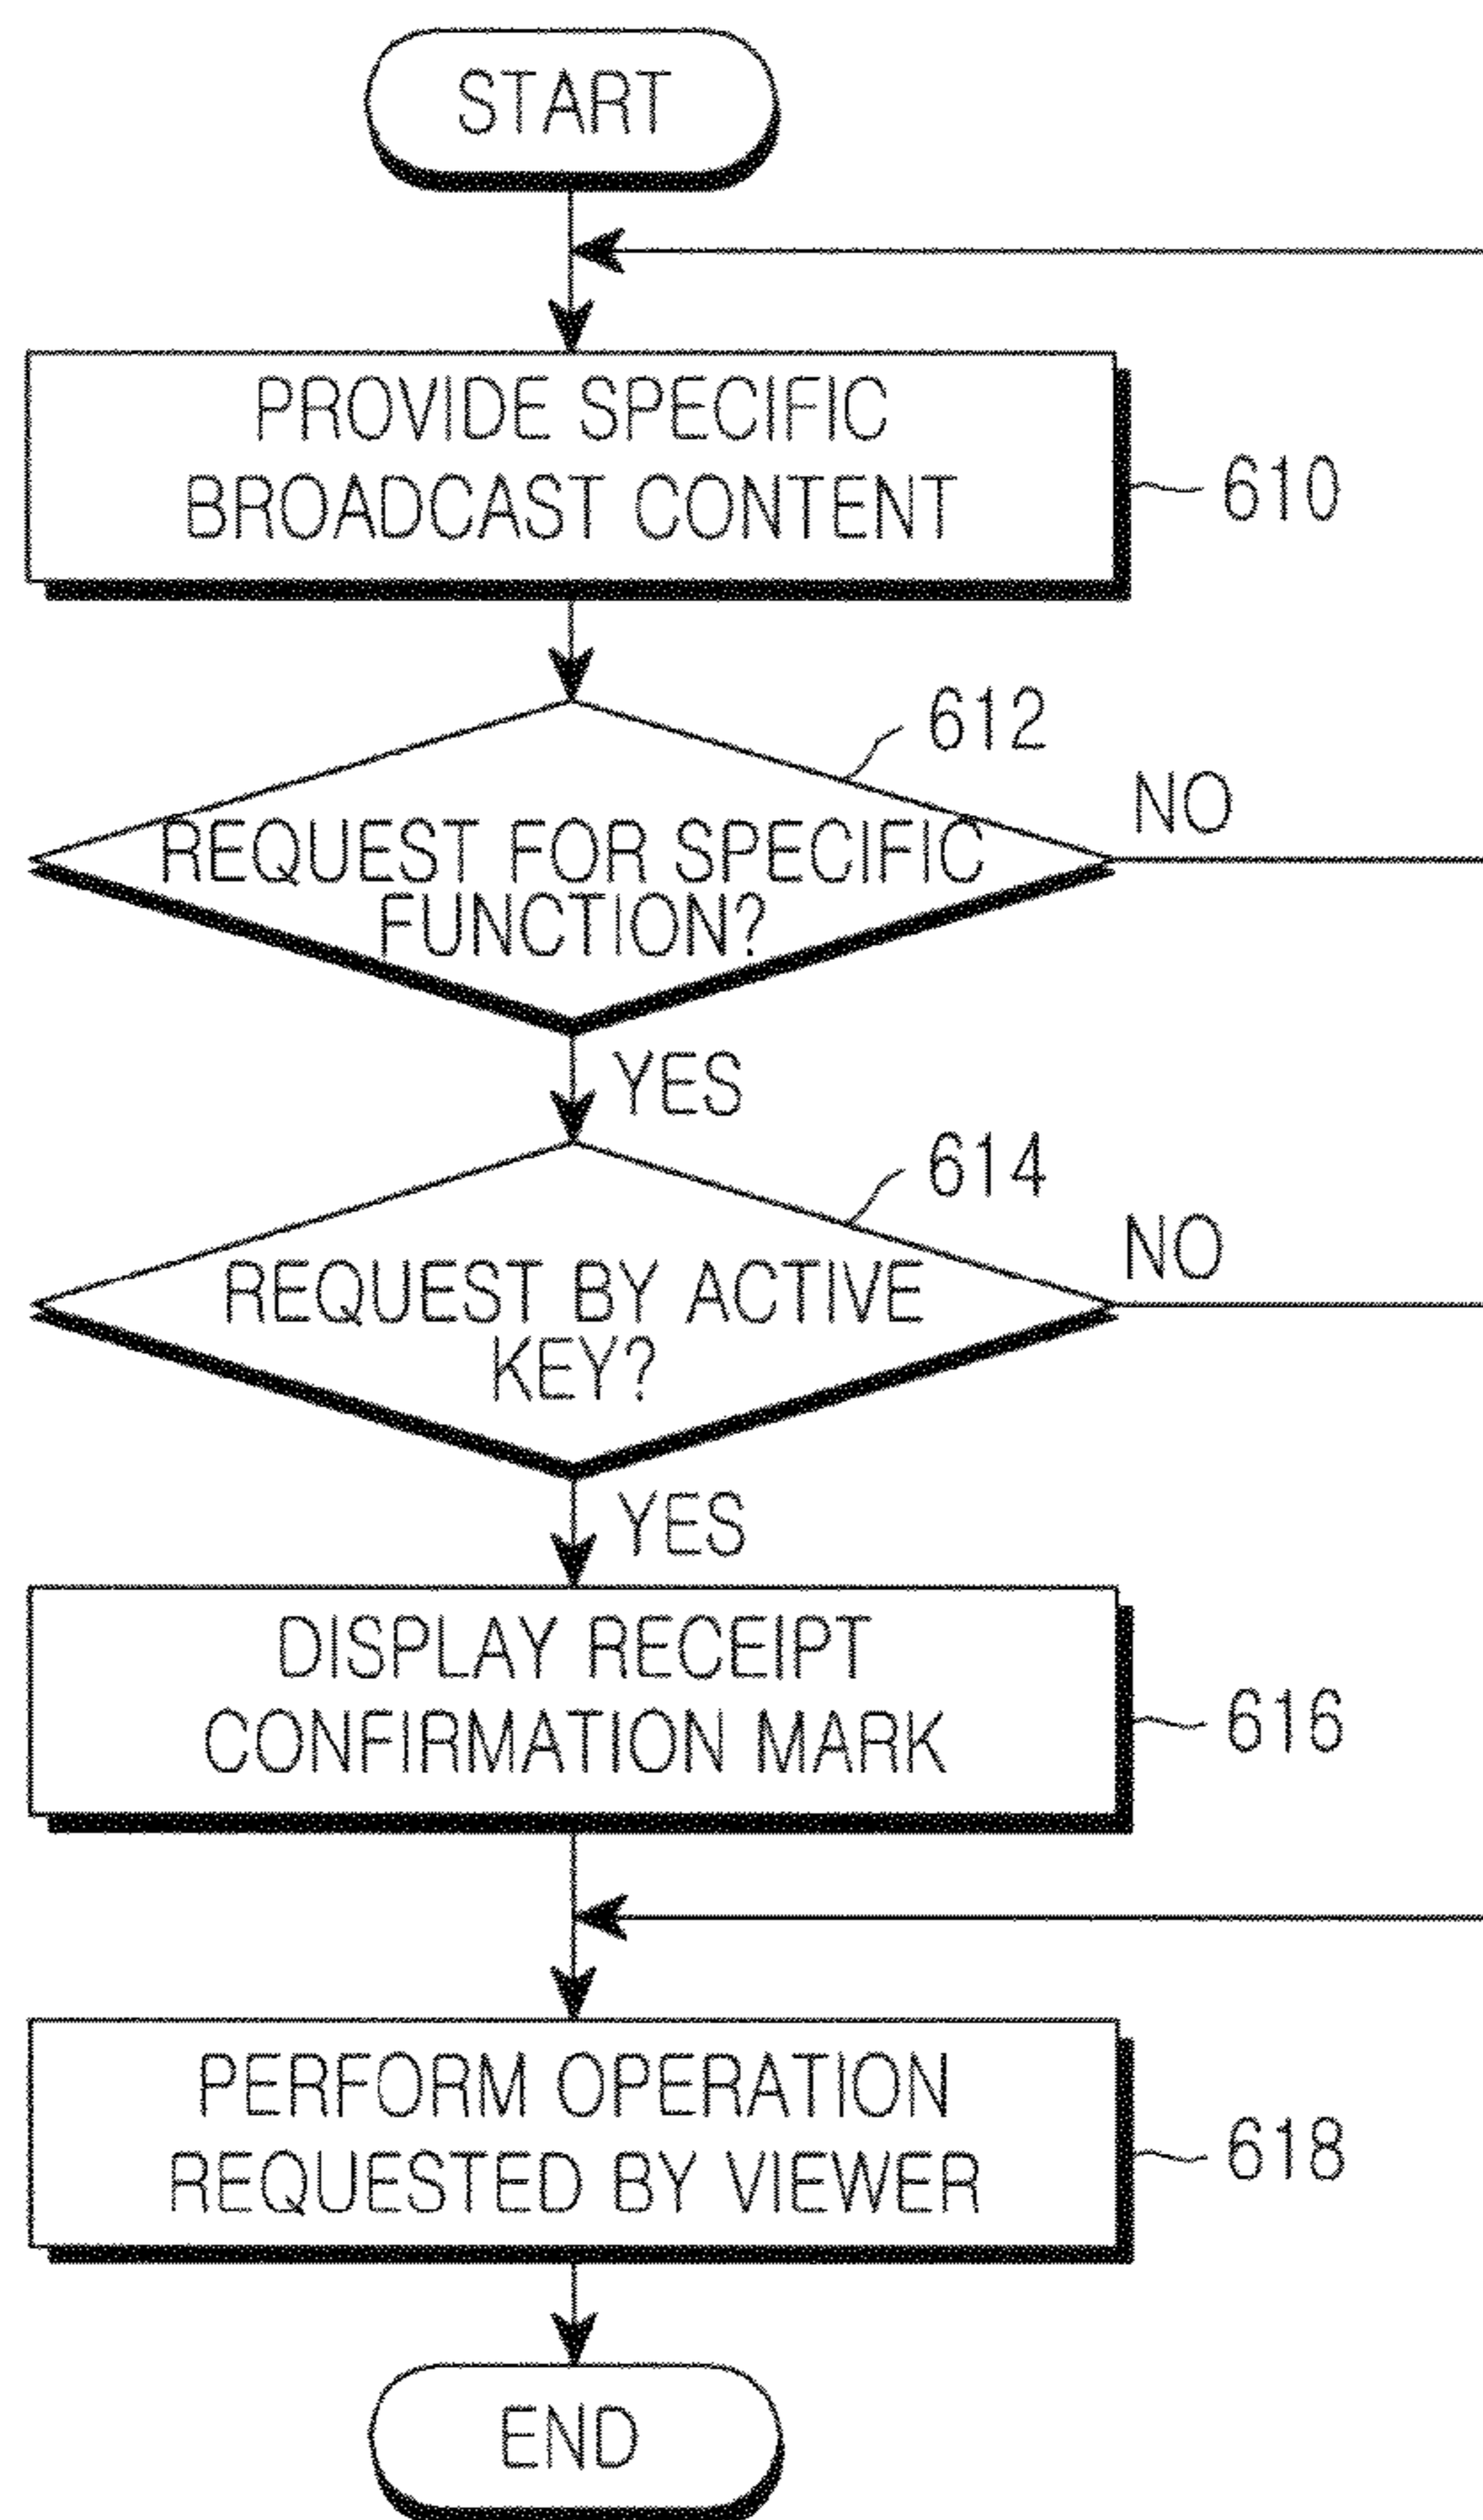 START
PROVIDE SPECIFIC
BROADCAST CONTENT
610
612
NO
REQUEST FOR SPECIFIC
FUNCTION?
YES
614
NO
REQUEST BY ACTIVE
KEY?
YES
DISPLAY RECEIPT
CONFIRMATION MARK
616
PERFORM OPERATION
REQUESTED BY VIEWER
618
END